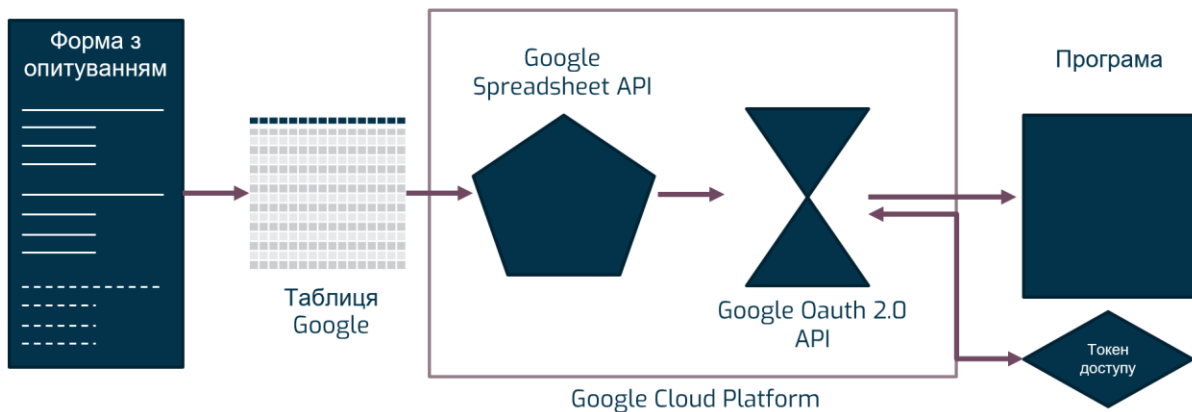 Форма з
опитуванням
Google
Spreadsheet API
Програма
Таблиця
Google
Google Oauth 2.0
API
Токен
доступу
Google Cloud Platform